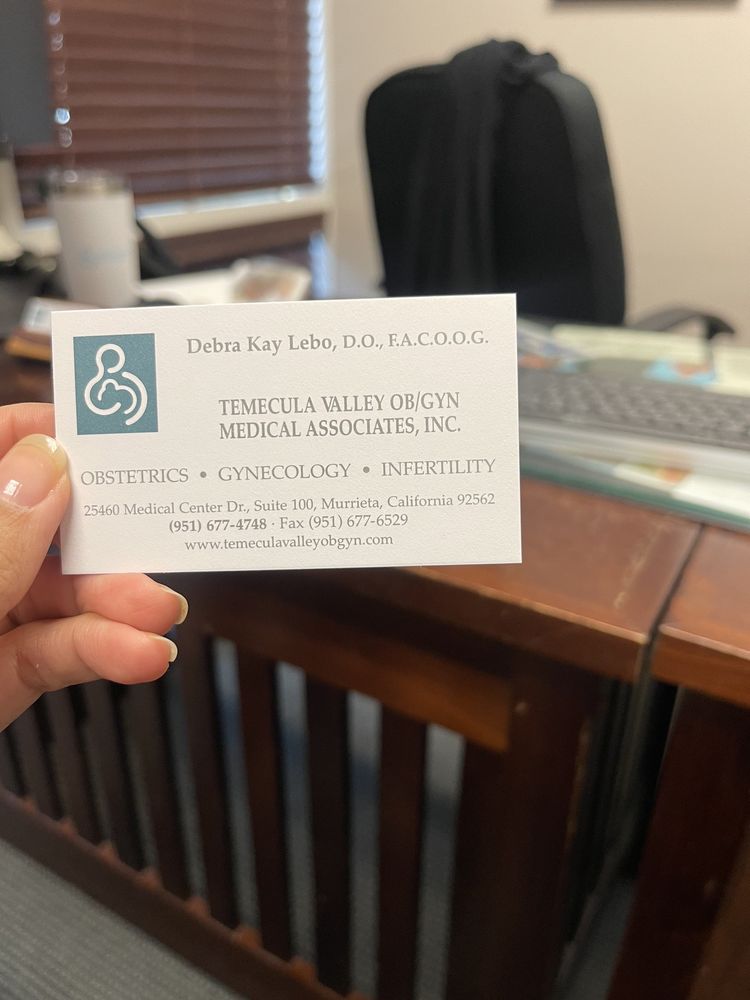 Debra Kay Lebo, D.O., F.A.C.O.O.G.
TEMECULA VALLEY OB/GYN
MEDICAL ASSOCIATES, INC.
OBSTETRICS • GYNECOLOGY • INFERTILITY
25460 Medical Center Dr., Suite 100, Murrieta, California 92562
(951) 677-4748 · Fax (951) 677-6529
www.temeculavalleyobgyn.com